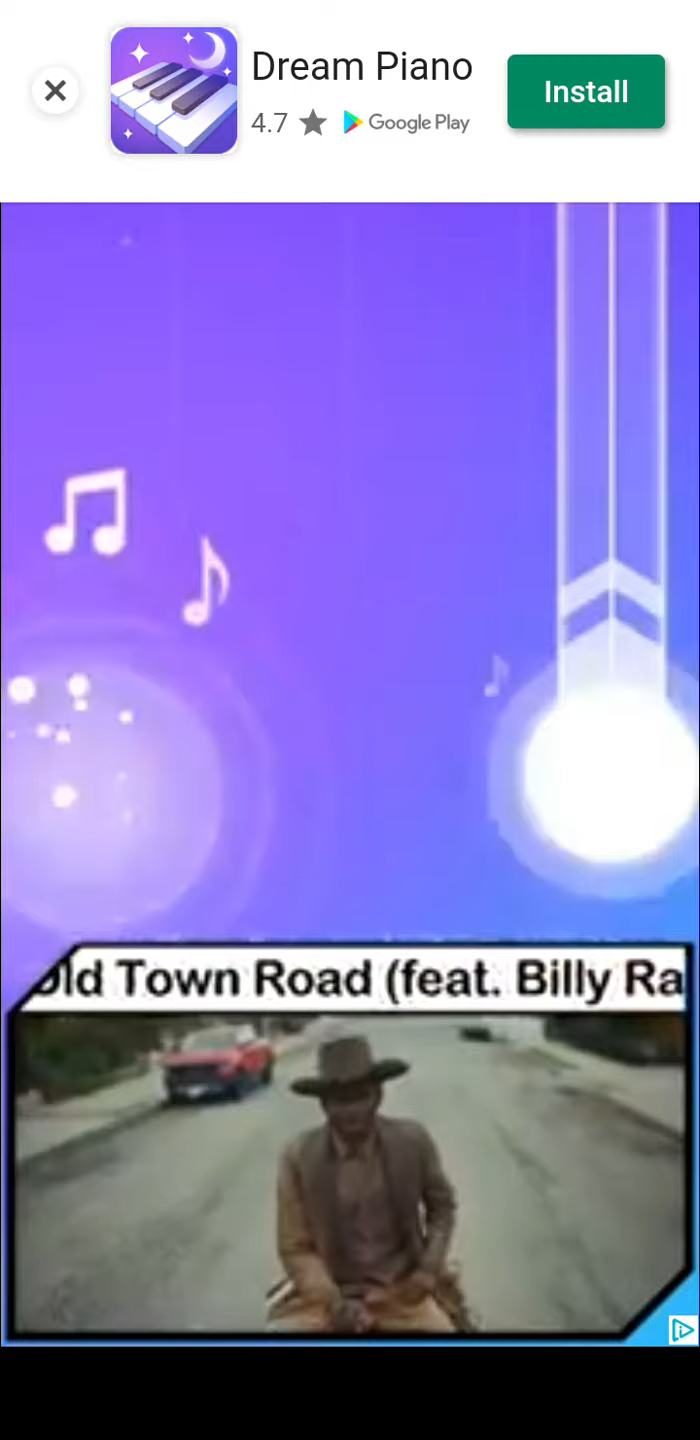 Dream Piano
Install
4.7 ★ Google Play
Old Town Road (feat. Billy Ra